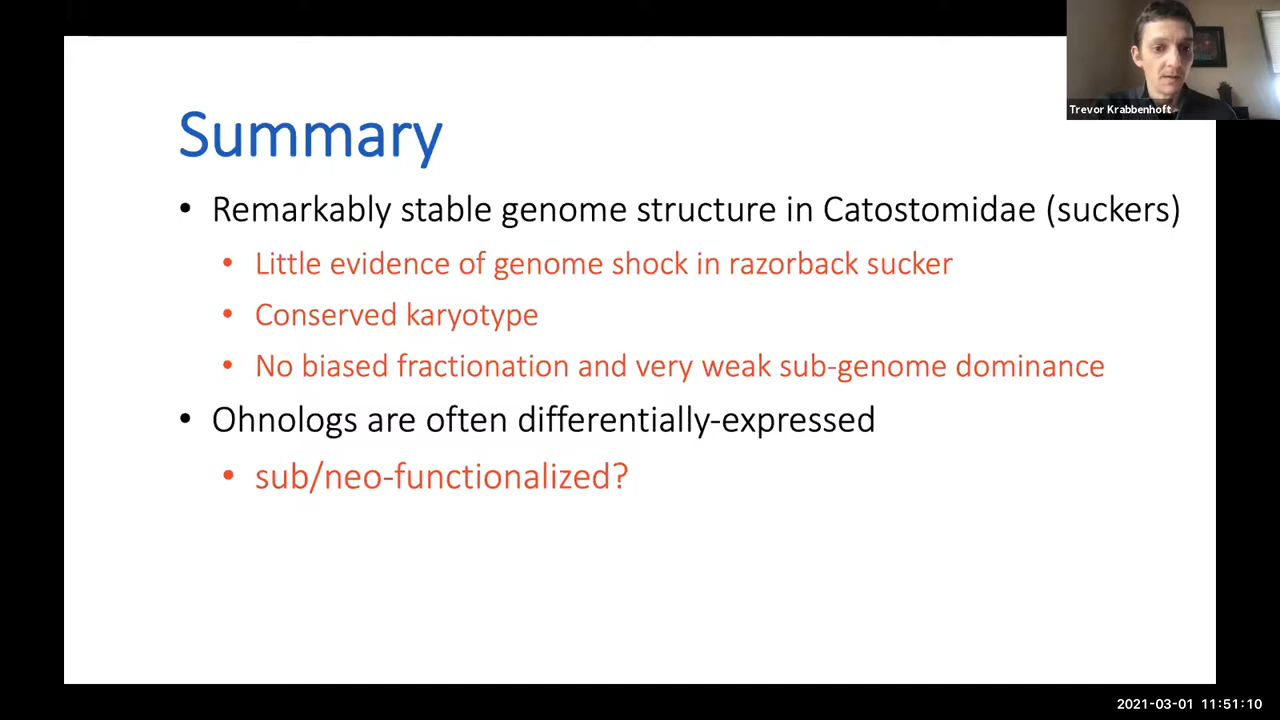 Trevor Krabbenhoft
Summary
• Remarkably stable genome structure in Catostomidae (suckers)
• Little evidence of genome shock in razorback sucker
• Conserved karyotype
• No biased fractionation and very weak sub-genome dominance
• Ohnologs are often differentially-expressed
• sub/neo-functionalized?
2021-03-01 11:51:10